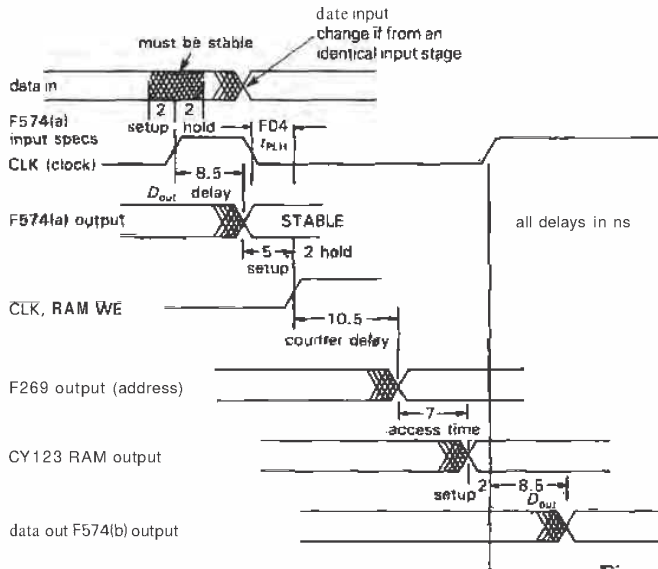 date input
change if from an
identical input stage
must be stable
data in
2 2
F574(a)
input specs
setup hold
F04
tPLH
CLK (clock)
8.5
Dout delay
F574(a) output
STABLE
all delays in ns
5
setup
2 hold
CLK, RAM WE
10.5
counter delay
F269 output (address)
7
access time
CY123 RAM output
setup 2
8.5
Dout
data out F574(b) output